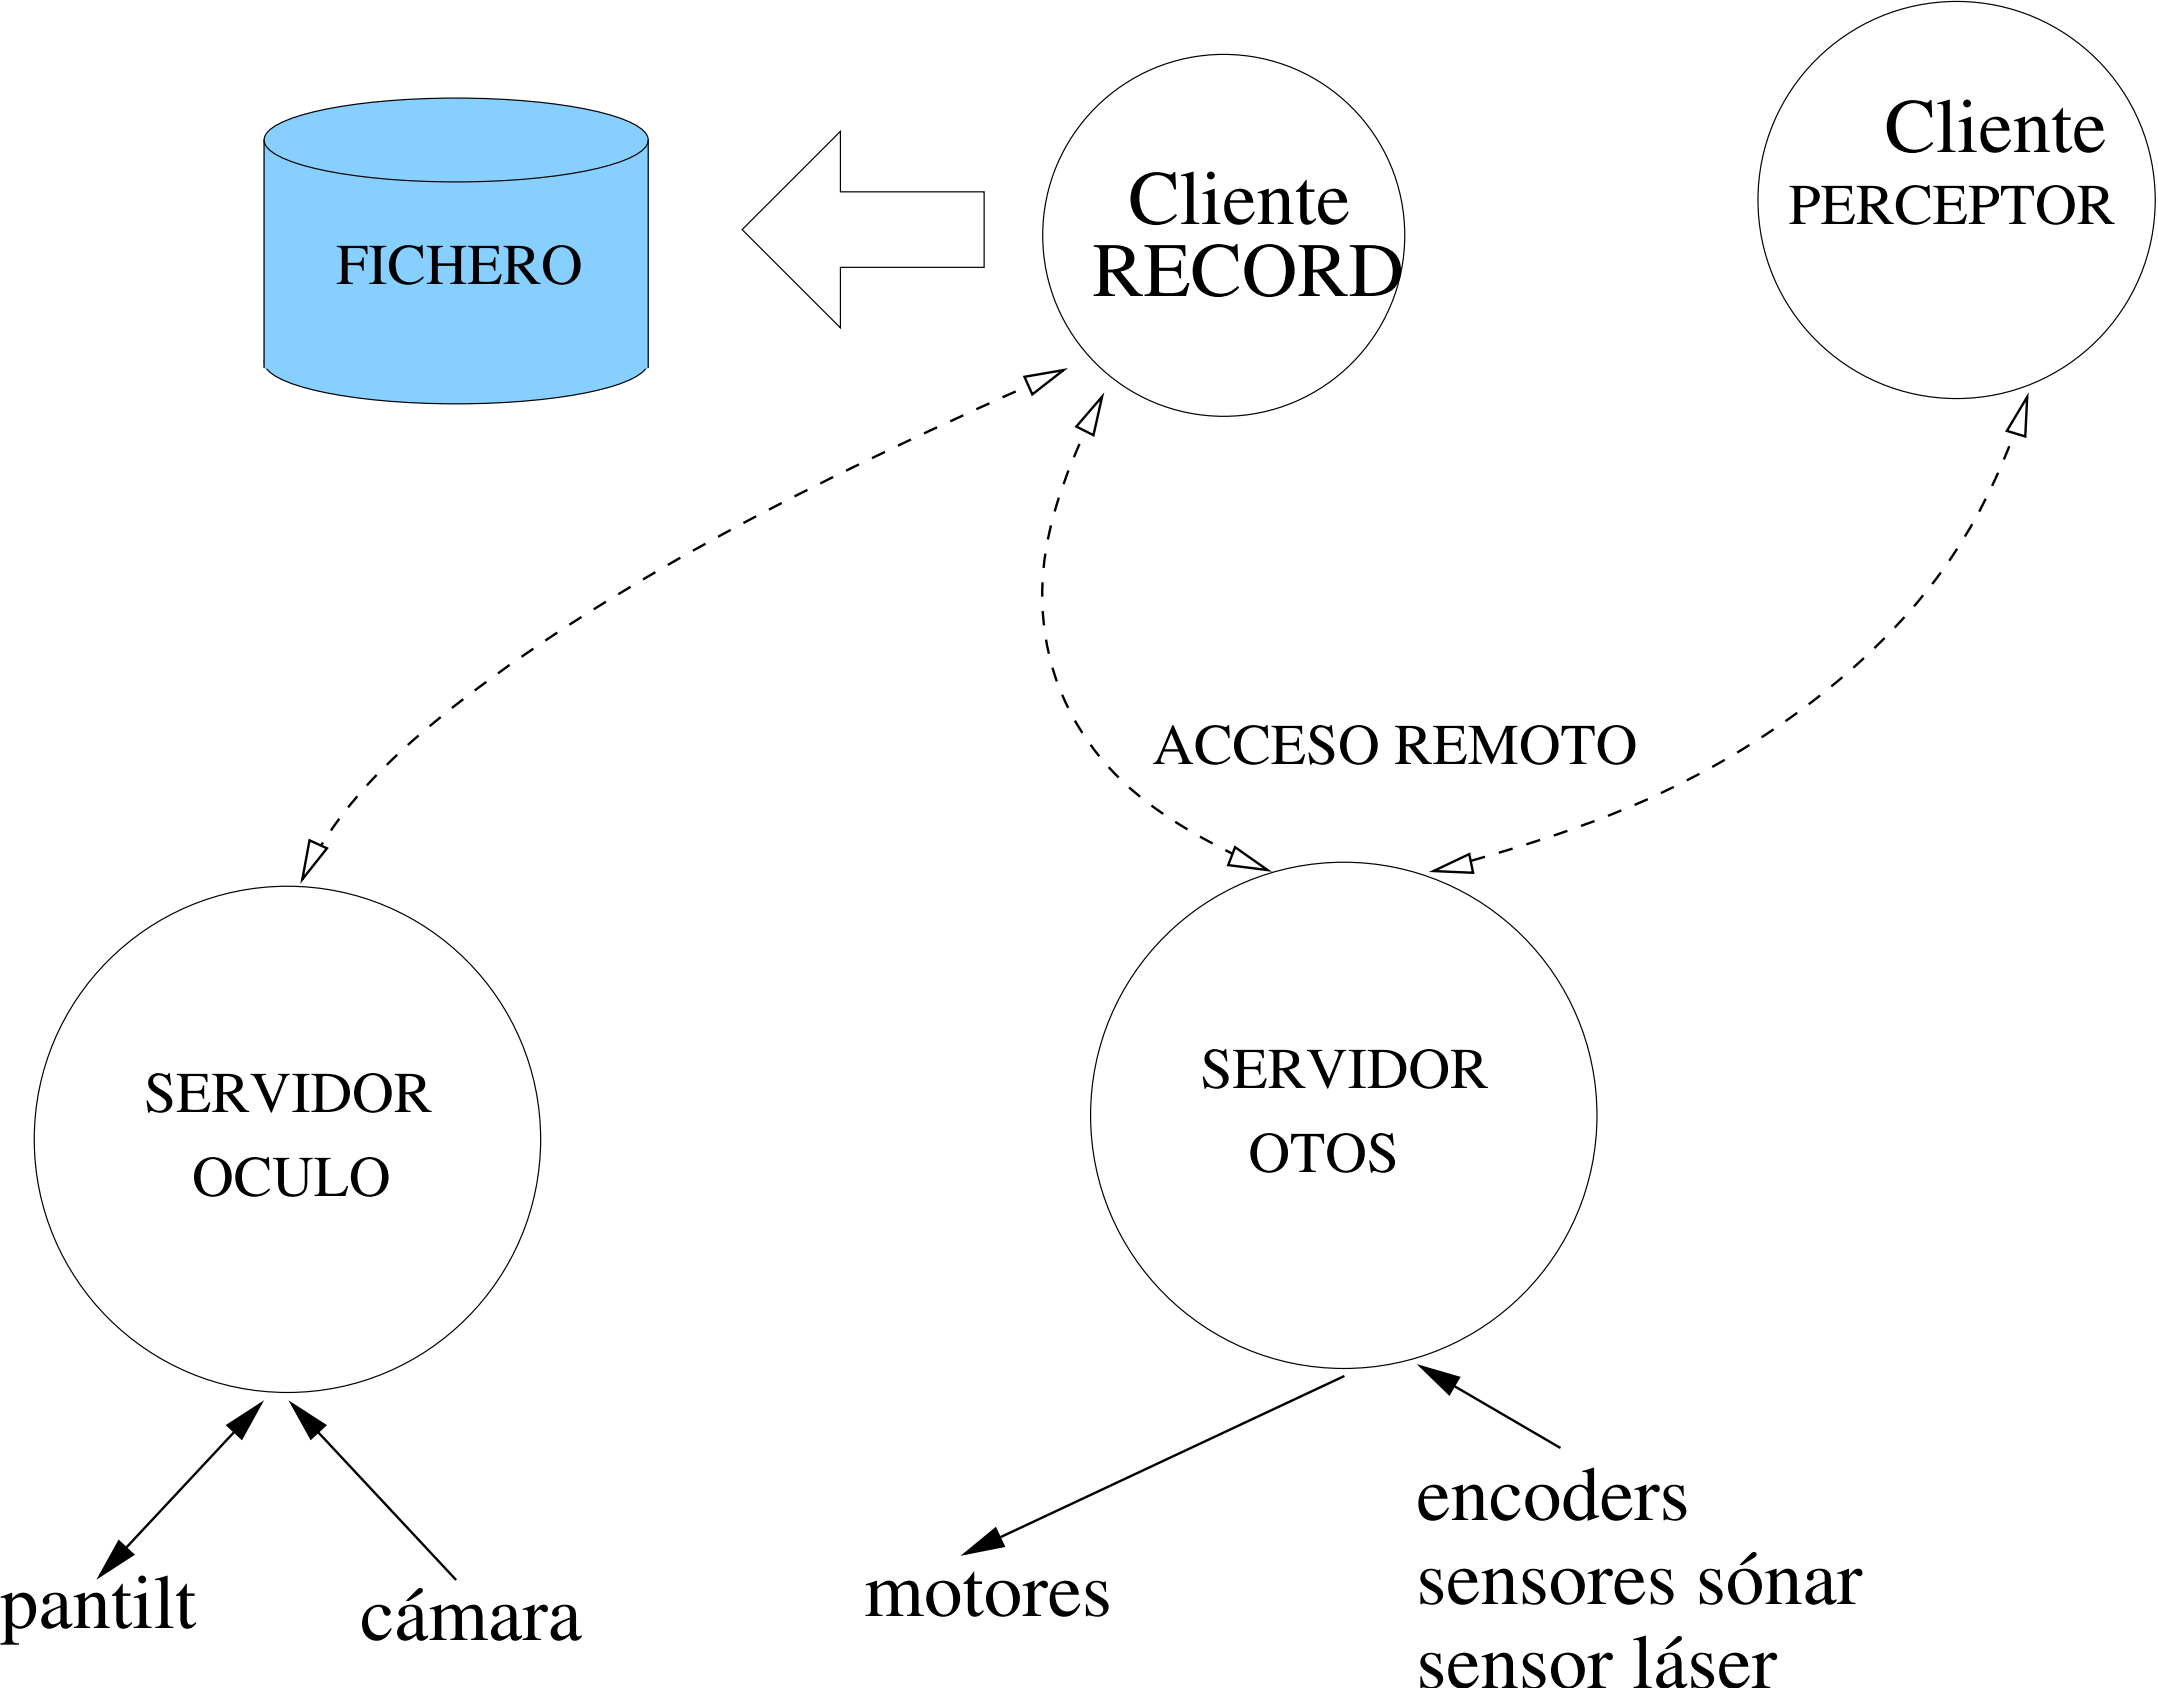 Cliente
PERCEPTOR
Cliente
RECORD
FICHERO
ACCESO REMOTO
SERVIDOR
OCULO
SERVIDOR
OTOS
pantilt
cámara
motores
encoders
sensores sónar
sensor láser